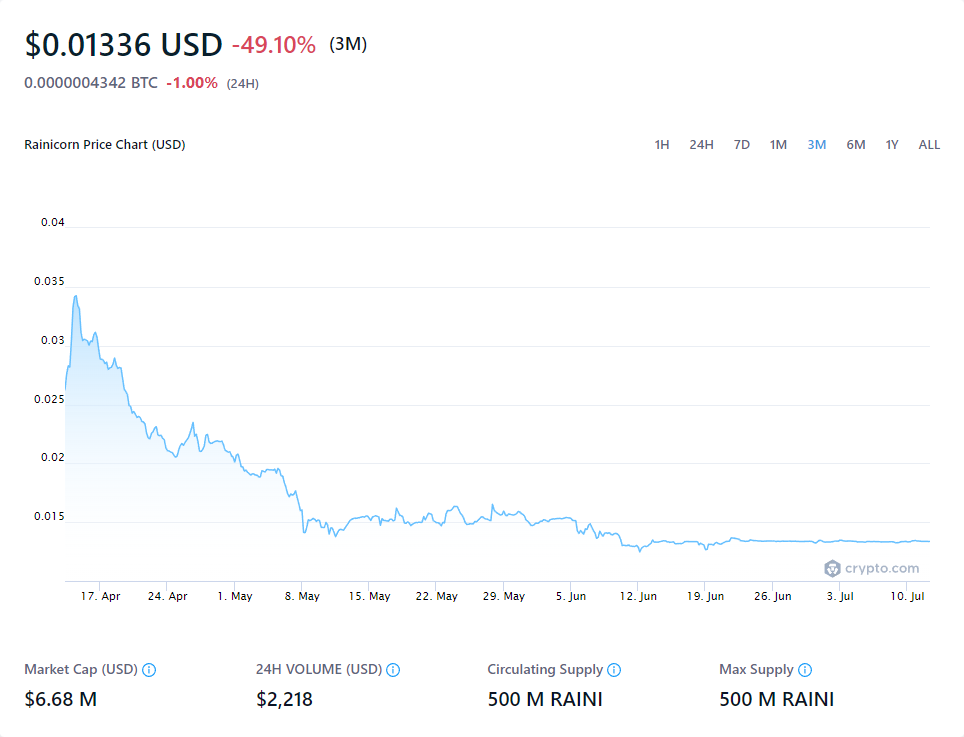 $0.01336 USD -49.10% (3M)
0.0000004342 BTC -1.00% (24H)
Rainicorn Price Chart (USD) 1H 24H 7D 1M 3M 6M 1Y ALL
0.04
0.035
0.03
0.025
0.02
0.015
crypto.com
17. Apr 24. Apr 1. May 8. May 15. May 22. May 29. May 5. Jun 12. Jun 19. Jun 26. Jun 3. Jul 10. Jul
Market Cap (USD) 24H VOLUME (USD) Circulating Supply Max Supply
$6.68 M $2,218 500 M RAINI 500 M RAINI